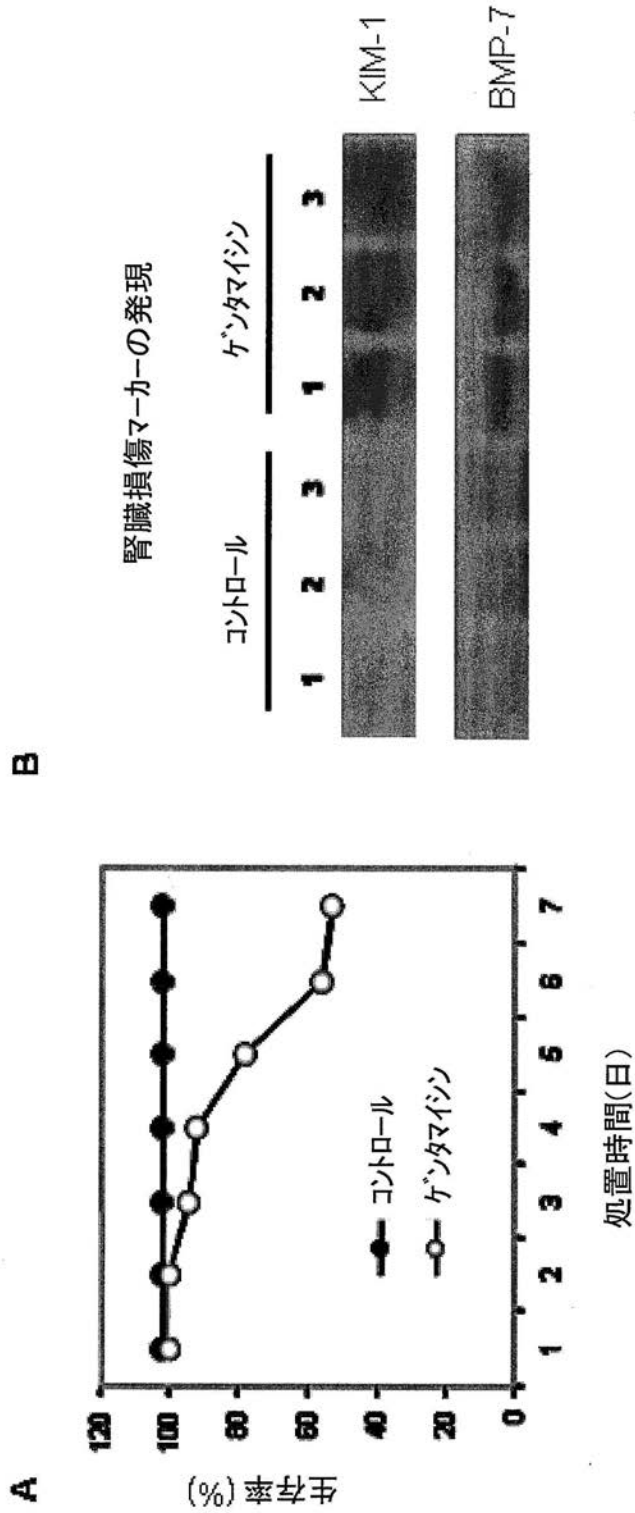 A
生存率(%)
120
100
80
60
40
20
0
コントロール
ゲンタマイシン
1 2 3 4 5 6 7
処置時間(日)
B
腎臓損傷マーカーの発現
コントロール
ゲンタマイシン
1 2 3 1 2 3
KIM-1
BMP-7